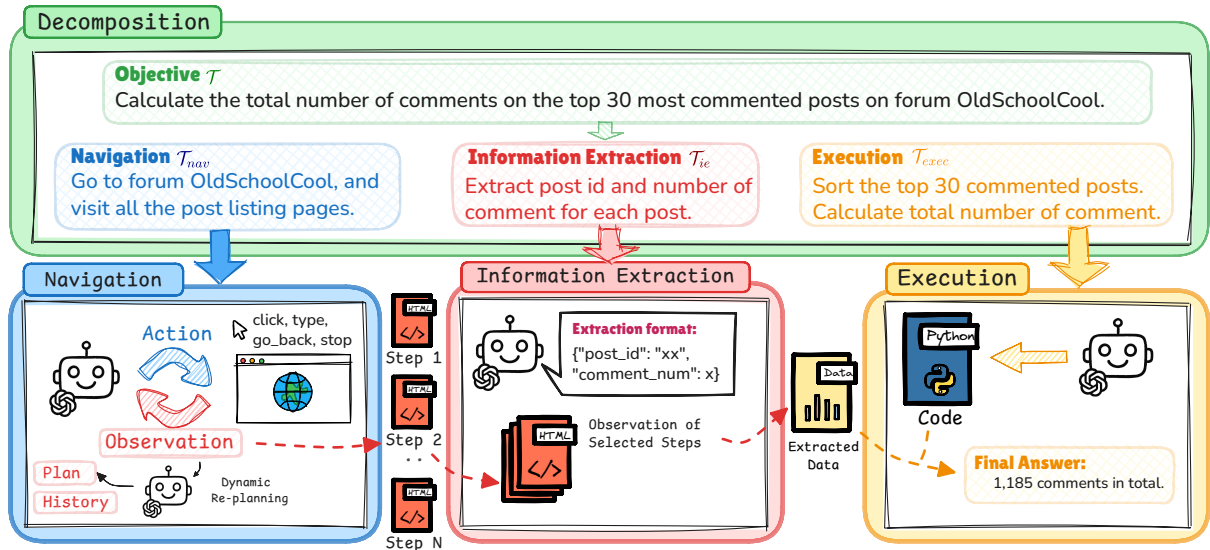 Decomposition
Objective 𝒯
Calculate the total number of comments on the top 30 most commented posts on forum OldSchoolCool.
Navigation 𝒯nav
Go to forum OldSchoolCool, and
visit all the post listing pages.
Information Extraction 𝒯ie
Extract post id and number of
comment for each post.
Execution 𝒯exec
Sort the top 30 commented posts.
Calculate total number of comment.
Navigation
Action
click, type,
go_back, stop
Observation
Plan
History
Dynamic
Re-planning
HTML
</>
Step 1
HTML
</>
Step 2
..
HTML
</>
Step N
Information Extraction
Extraction format:
{"post_id": "xx",
"comment_num": x}
HTML
</>
Observation of
Selected Steps
Data
Extracted
Data
Execution
Python
Code
Final Answer:
1,185 comments in total.